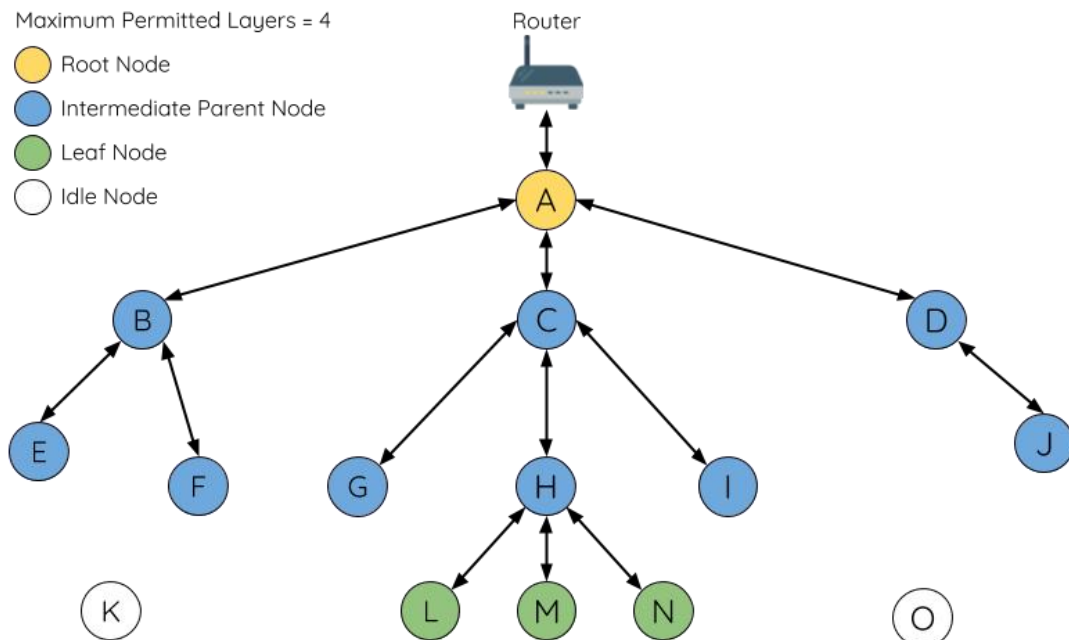 Maximum Permitted Layers = 4
Router
Root Node
Intermediate Parent Node
Leaf Node
Idle Node
A
B
C
D
E
F
G
H
I
J
K
L
M
N
O